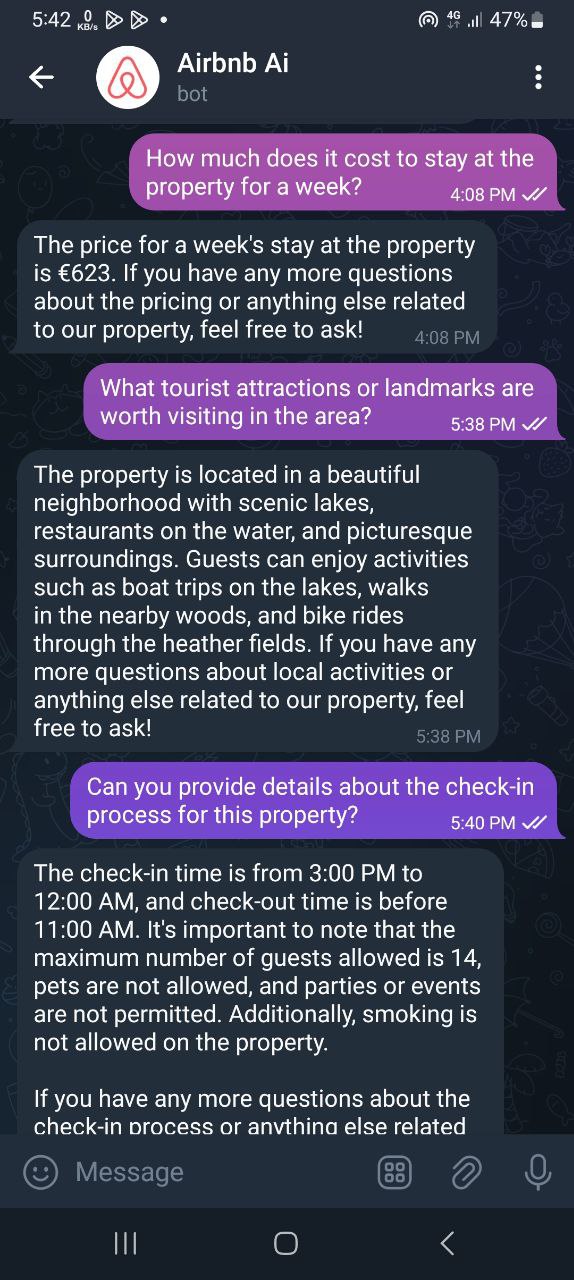 5:42 0 KB/s 4G 47%
Airbnb Ai
bot
How much does it cost to stay at the
property for a week? 4:08 PM
The price for a week's stay at the property
is €623. If you have any more questions
about the pricing or anything else related
to our property, feel free to ask! 4:08 PM
What tourist attractions or landmarks are
worth visiting in the area? 5:38 PM
The property is located in a beautiful
neighborhood with scenic lakes,
restaurants on the water, and picturesque
surroundings. Guests can enjoy activities
such as boat trips on the lakes, walks
in the nearby woods, and bike rides
through the heather fields. If you have any
more questions about local activities or
anything else related to our property, feel
free to ask! 5:38 PM
Can you provide details about the check-in
process for this property? 5:40 PM
The check-in time is from 3:00 PM to
12:00 AM, and check-out time is before
11:00 AM. It's important to note that the
maximum number of guests allowed is 14,
pets are not allowed, and parties or events
are not permitted. Additionally, smoking is
not allowed on the property.
If you have any more questions about the
check-in process or anything else related
Message